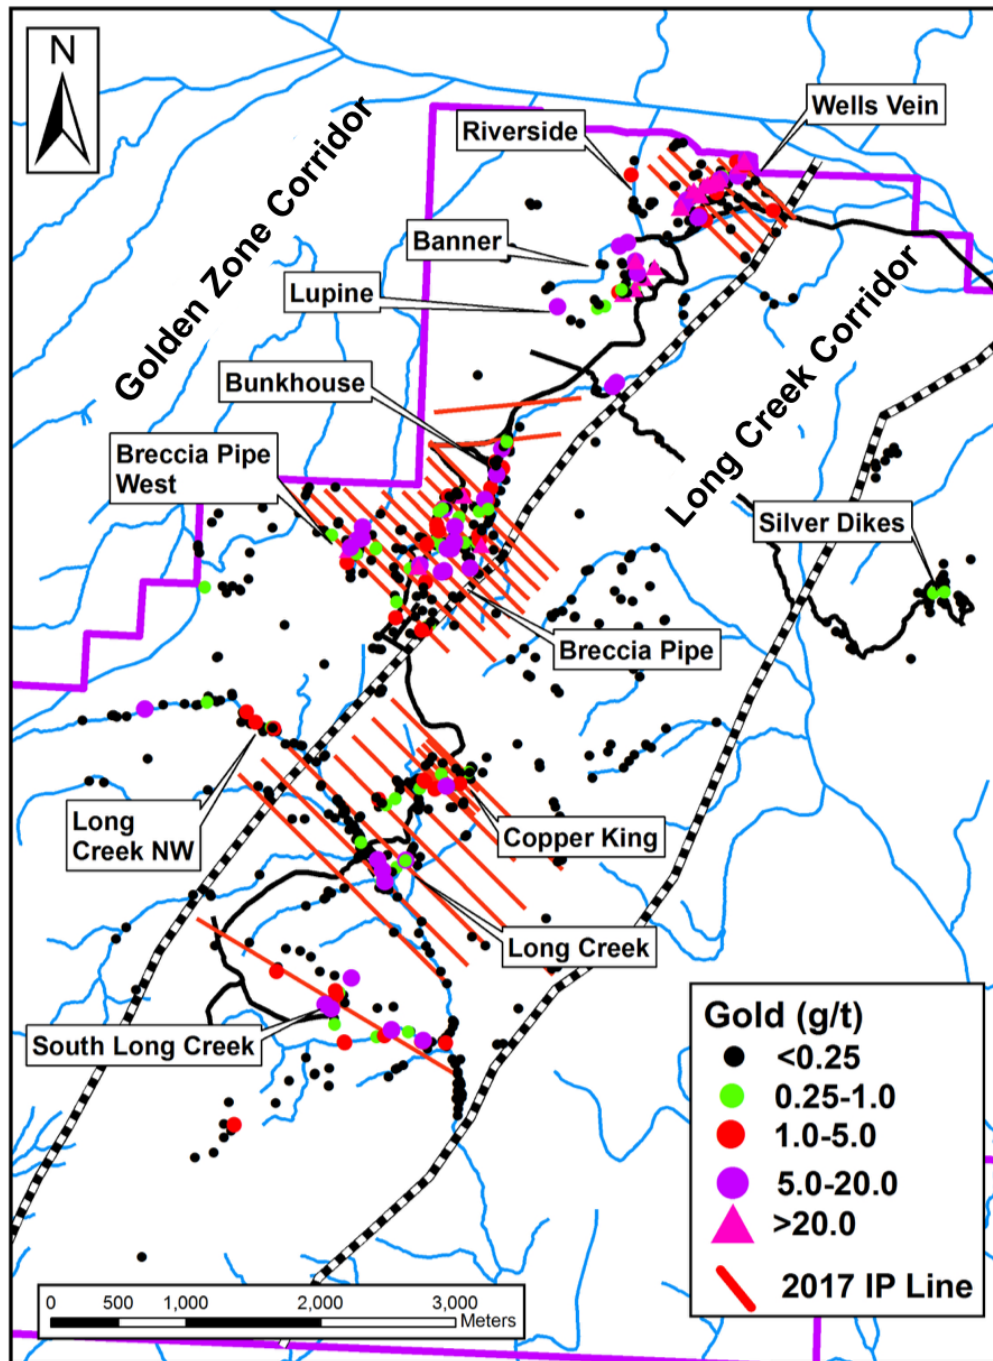 N
Golden Zone Corridor
Wells Vein
Riverside
Banner
Lupine
Long Creek Corridor
Bunkhouse
Breccia Pipe
West
Silver Dikes
Breccia Pipe
Long
Creek NW
Copper King
Long Creek
South Long Creek
Gold (g/t)
<0.25
0.25-1.0
1.0-5.0
5.0-20.0
>20.0
2017 IP Line
0 500 1,000 2,000 3,000
Meters